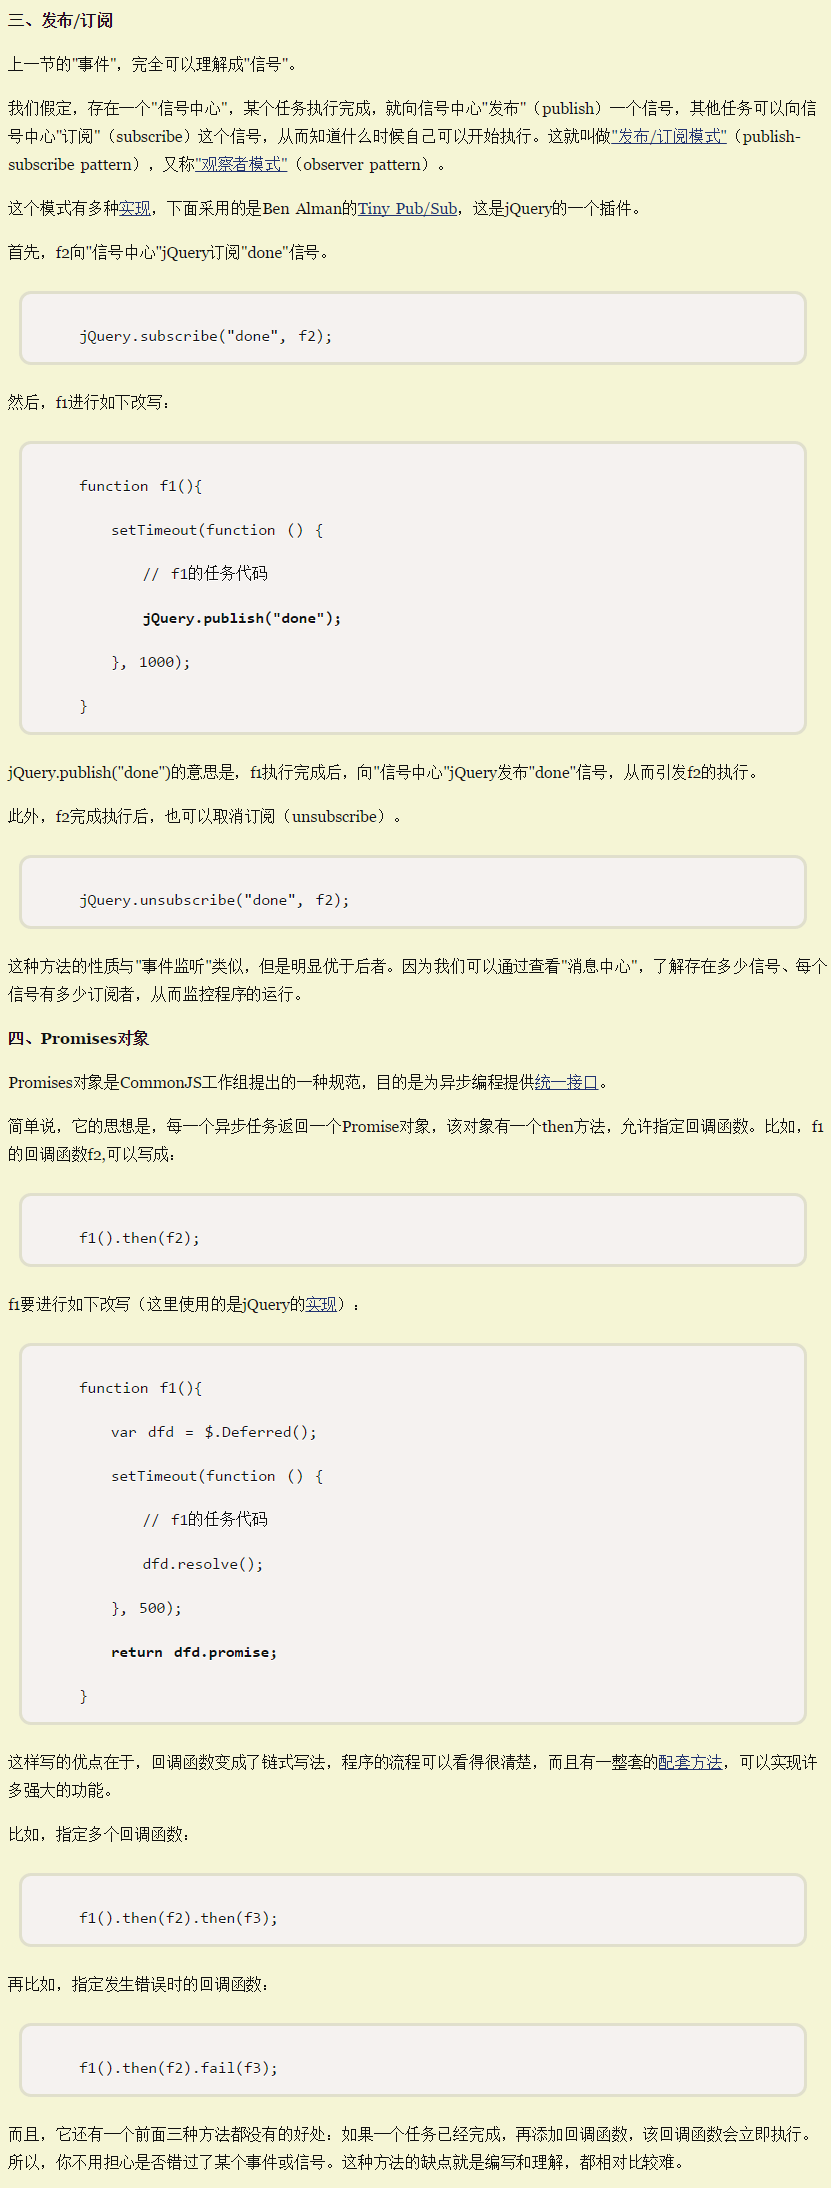 三、发布/订阅
上一节的"事件"，完全可以理解成"信号"。
我们假定，存在一个"信号中心"，某个任务执行完成，就向信号中心"发布"（publish）一个信号，其他任务可以向信
号中心"订阅"（subscribe）这个信号，从而知道什么时候自己可以开始执行。这就叫做"发布/订阅模式"（publish-
subscribe pattern），又称"观察者模式"（observer pattern）。
这个模式有多种实现，下面采用的是Ben Alman的Tiny Pub/Sub，这是jQuery的一个插件。
首先，f2向"信号中心"jQuery订阅"done"信号。
jQuery.subscribe("done", f2);
然后，f1进行如下改写：
function f1(){
setTimeout(function () {
// f1的任务代码
jQuery.publish("done");
}, 1000);
}
jQuery.publish("done")的意思是，f1执行完成后，向"信号中心"jQuery发布"done"信号，从而引发f2的执行。
此外，f2完成执行后，也可以取消订阅（unsubscribe）。
jQuery.unsubscribe("done", f2);
这种方法的性质与"事件监听"类似，但是明显优于后者。因为我们可以通过查看"消息中心"，了解存在多少信号、每个
信号有多少订阅者，从而监控程序的运行。
四、Promises对象
Promises对象是CommonJS工作组提出的一种规范，目的是为异步编程提供统一接口。
简单说，它的思想是，每一个异步任务返回一个Promise对象，该对象有一个then方法，允许指定回调函数。比如，f1
的回调函数f2,可以写成：
f1().then(f2);
f1要进行如下改写（这里使用的是jQuery的实现）：
function f1(){
var dfd = $.Deferred();
setTimeout(function () {
// f1的任务代码
dfd.resolve();
}, 500);
return dfd.promise;
}
这样写的优点在于，回调函数变成了链式写法，程序的流程可以看得很清楚，而且有一整套的配套方法，可以实现许
多强大的功能。
比如，指定多个回调函数：
f1().then(f2).then(f3);
再比如，指定发生错误时的回调函数：
f1().then(f2).fail(f3);
而且，它还有一个前面三种方法都没有的好处：如果一个任务已经完成，再添加回调函数，该回调函数会立即执行。
所以，你不用担心是否错过了某个事件或信号。这种方法的缺点就是编写和理解，都相对比较难。